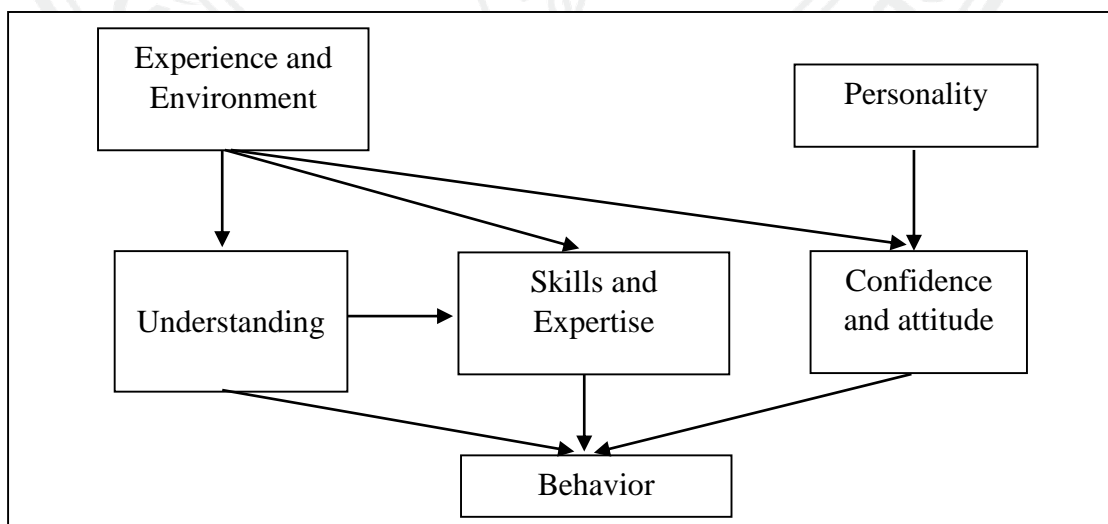 Experience and
Environment
Personality
Understanding
Skills and
Expertise
Confidence
and attitude
Behavior